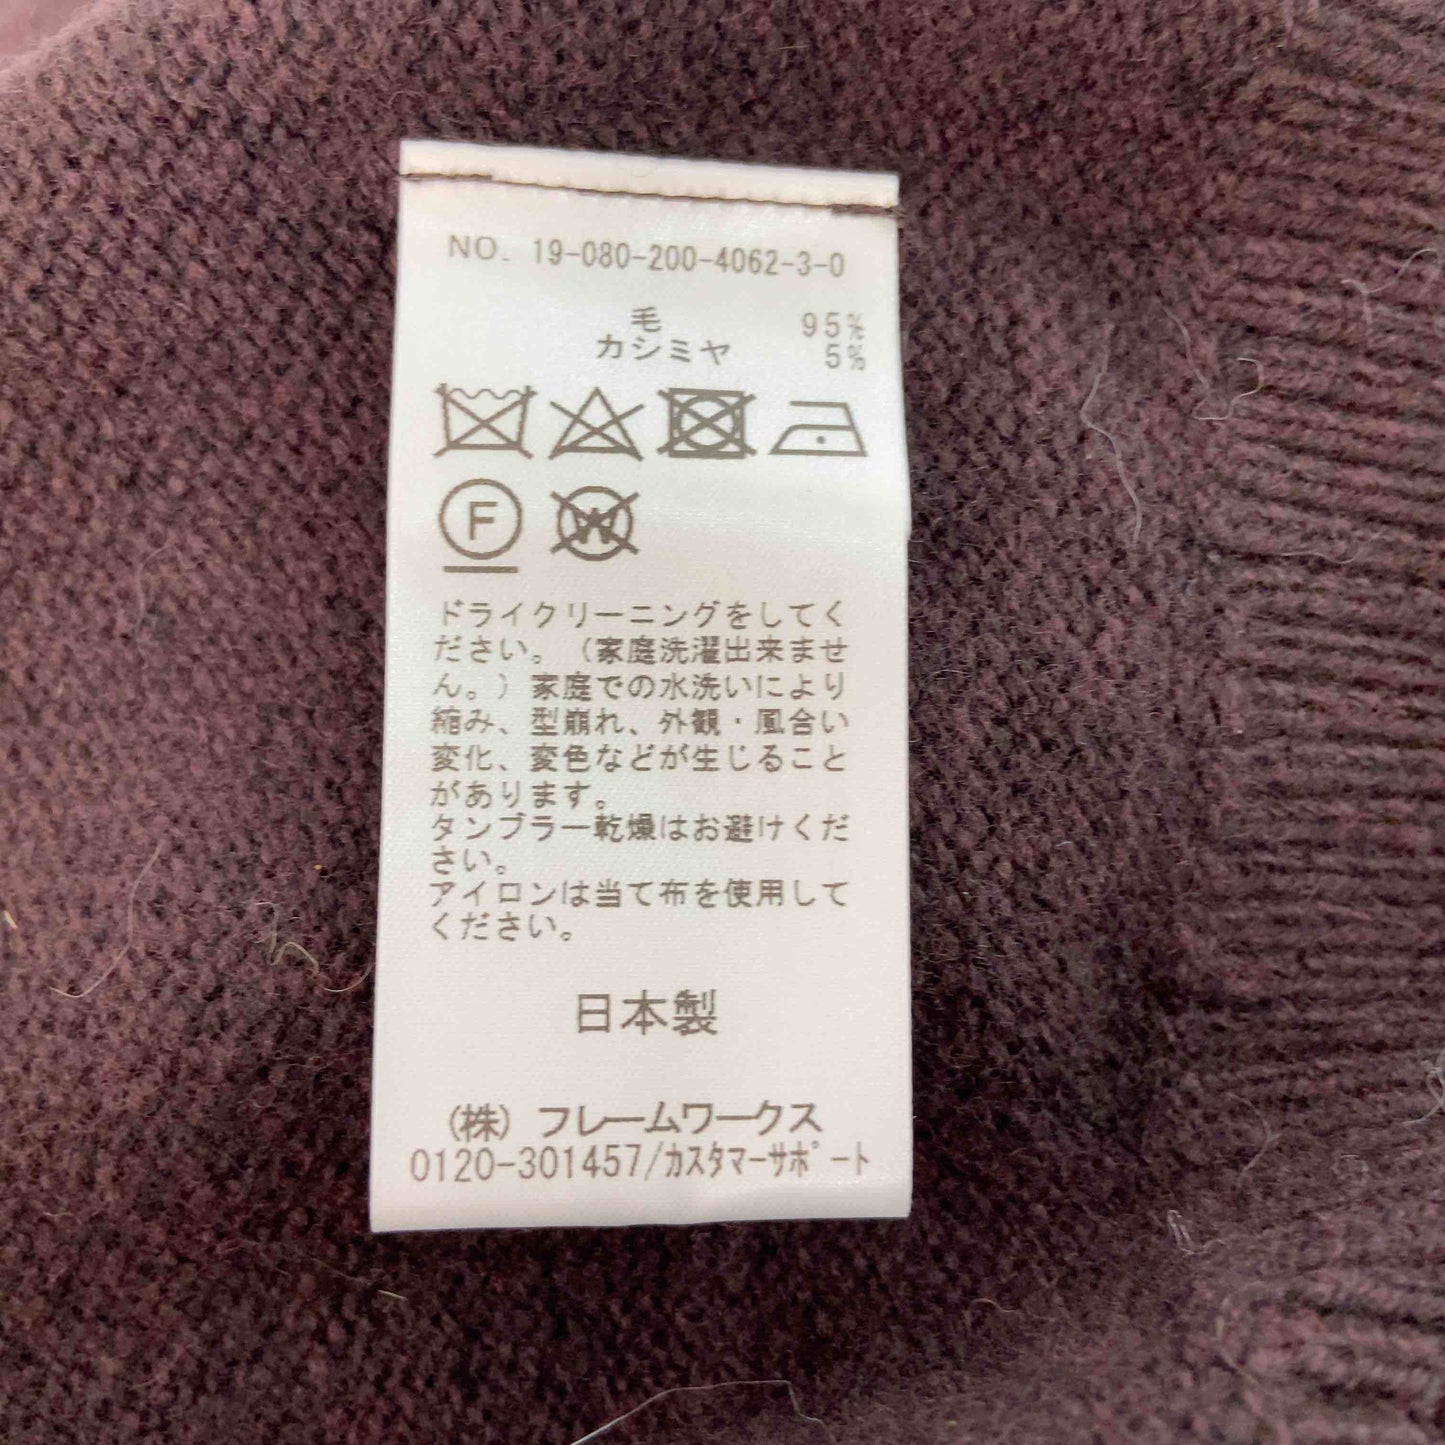 NO. 19-080-200-4062-3-0
毛 95%
カシミヤ 5%
F
W
ドライクリーニングをしてく
ださい。（家庭洗濯出来ませ
ん。）家庭での水洗いにより
縮み、型崩れ、外観・風合い
変化、変色などが生じること
があります。
タンブラー乾燥はお避けくだ
さい。
アイロンは当て布を使用して
ください。
日本製
(株) フレームワークス
0120-301457/ｶｽﾀﾏｰｻﾎﾟｰﾄ